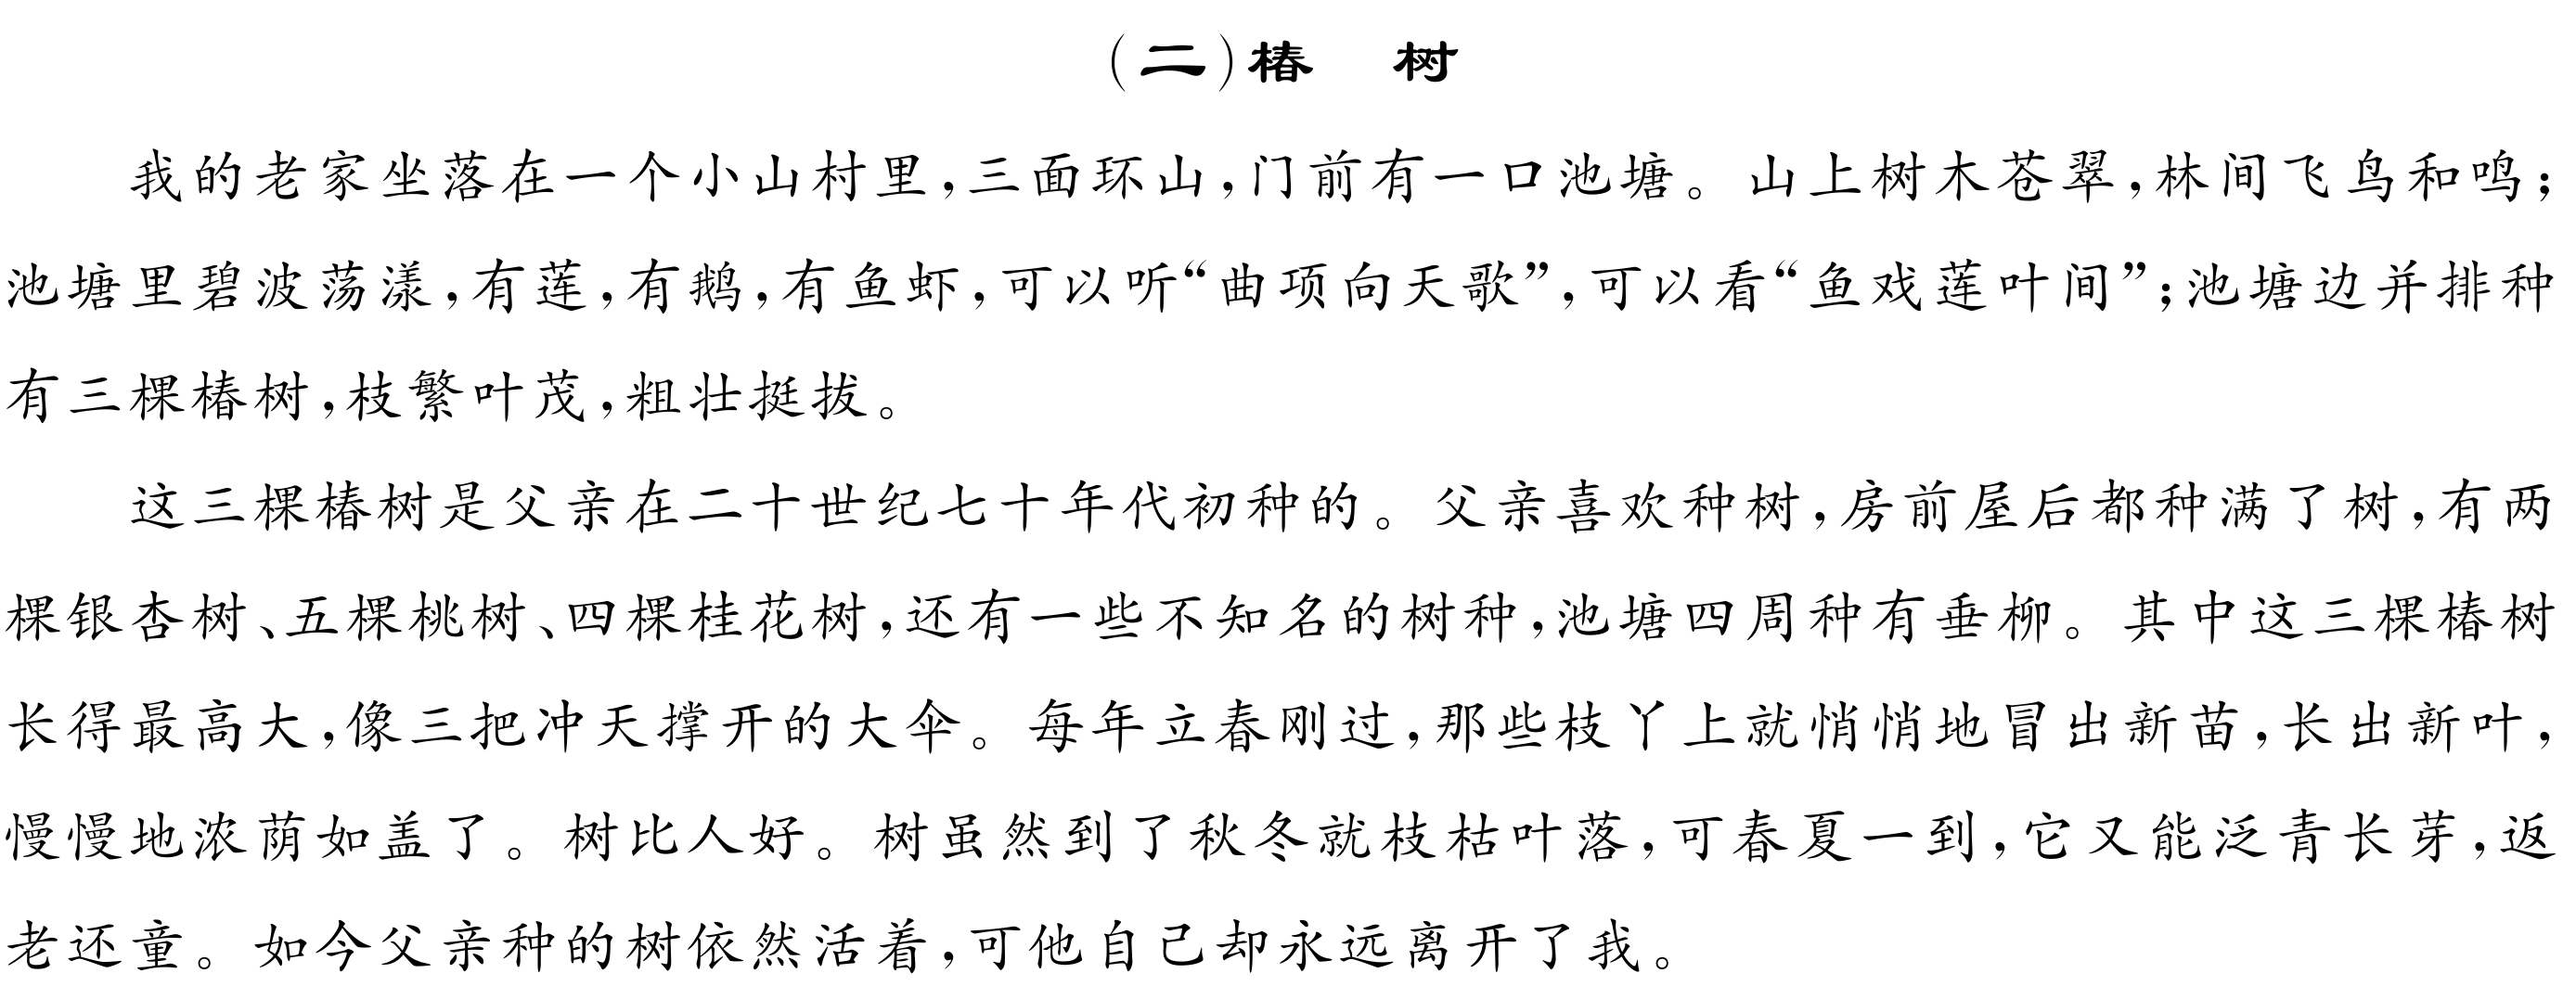 (二)椿 树
我的老家坐落在一个小山村里,三面环山,门前有一口池塘。山上树木苍翠,林间飞鸟和鸣;
池塘里碧波荡漾,有莲,有鹅,有鱼虾,可以听“曲项向天歌”,可以看“鱼戏莲叶间”;池塘边并排种
有三棵椿树,枝繁叶茂,粗壮挺拔。
这三棵椿树是父亲在二十世纪七十年代初种的。父亲喜欢种树,房前屋后都种满了树,有两
棵银杏树、五棵桃树、四棵桂花树,还有一些不知名的树种,池塘四周种有垂柳。其中这三棵椿树
长得最高大,像三把冲天撑开的大伞。每年立春刚过,那些枝丫上就悄悄地冒出新苗,长出新叶,
慢慢地浓荫如盖了。树比人好。树虽然到了秋冬就枝枯叶落,可春夏一到,它又能泛青长芽,返
老还童。如今父亲种的树依然活着,可他自己却永远离开了我。